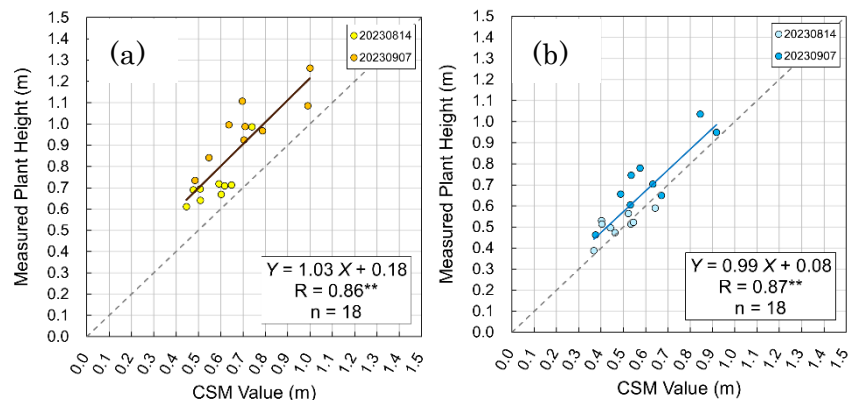 (a)
20230814
20230907
Measured Plant Height (m)
1.5
1.4
1.3
1.2
1.1
1.0
0.9
0.8
0.7
0.6
0.5
0.4
0.3
0.2
0.1
0.0
Y = 1.03 X + 0.18
R = 0.86**
n = 18
0.0 0.1 0.2 0.3 0.4 0.5 0.6 0.7 0.8 0.9 1.0 1.1 1.2 1.3 1.4 1.5
CSM Value (m)
(b)
20230814
20230907
Measured Plant Height (m)
1.5
1.4
1.3
1.2
1.1
1.0
0.9
0.8
0.7
0.6
0.5
0.4
0.3
0.2
0.1
0.0
Y = 0.99 X + 0.08
R = 0.87**
n = 18
0.0 0.1 0.2 0.3 0.4 0.5 0.6 0.7 0.8 0.9 1.0 1.1 1.2 1.3 1.4 1.5
CSM Value (m)